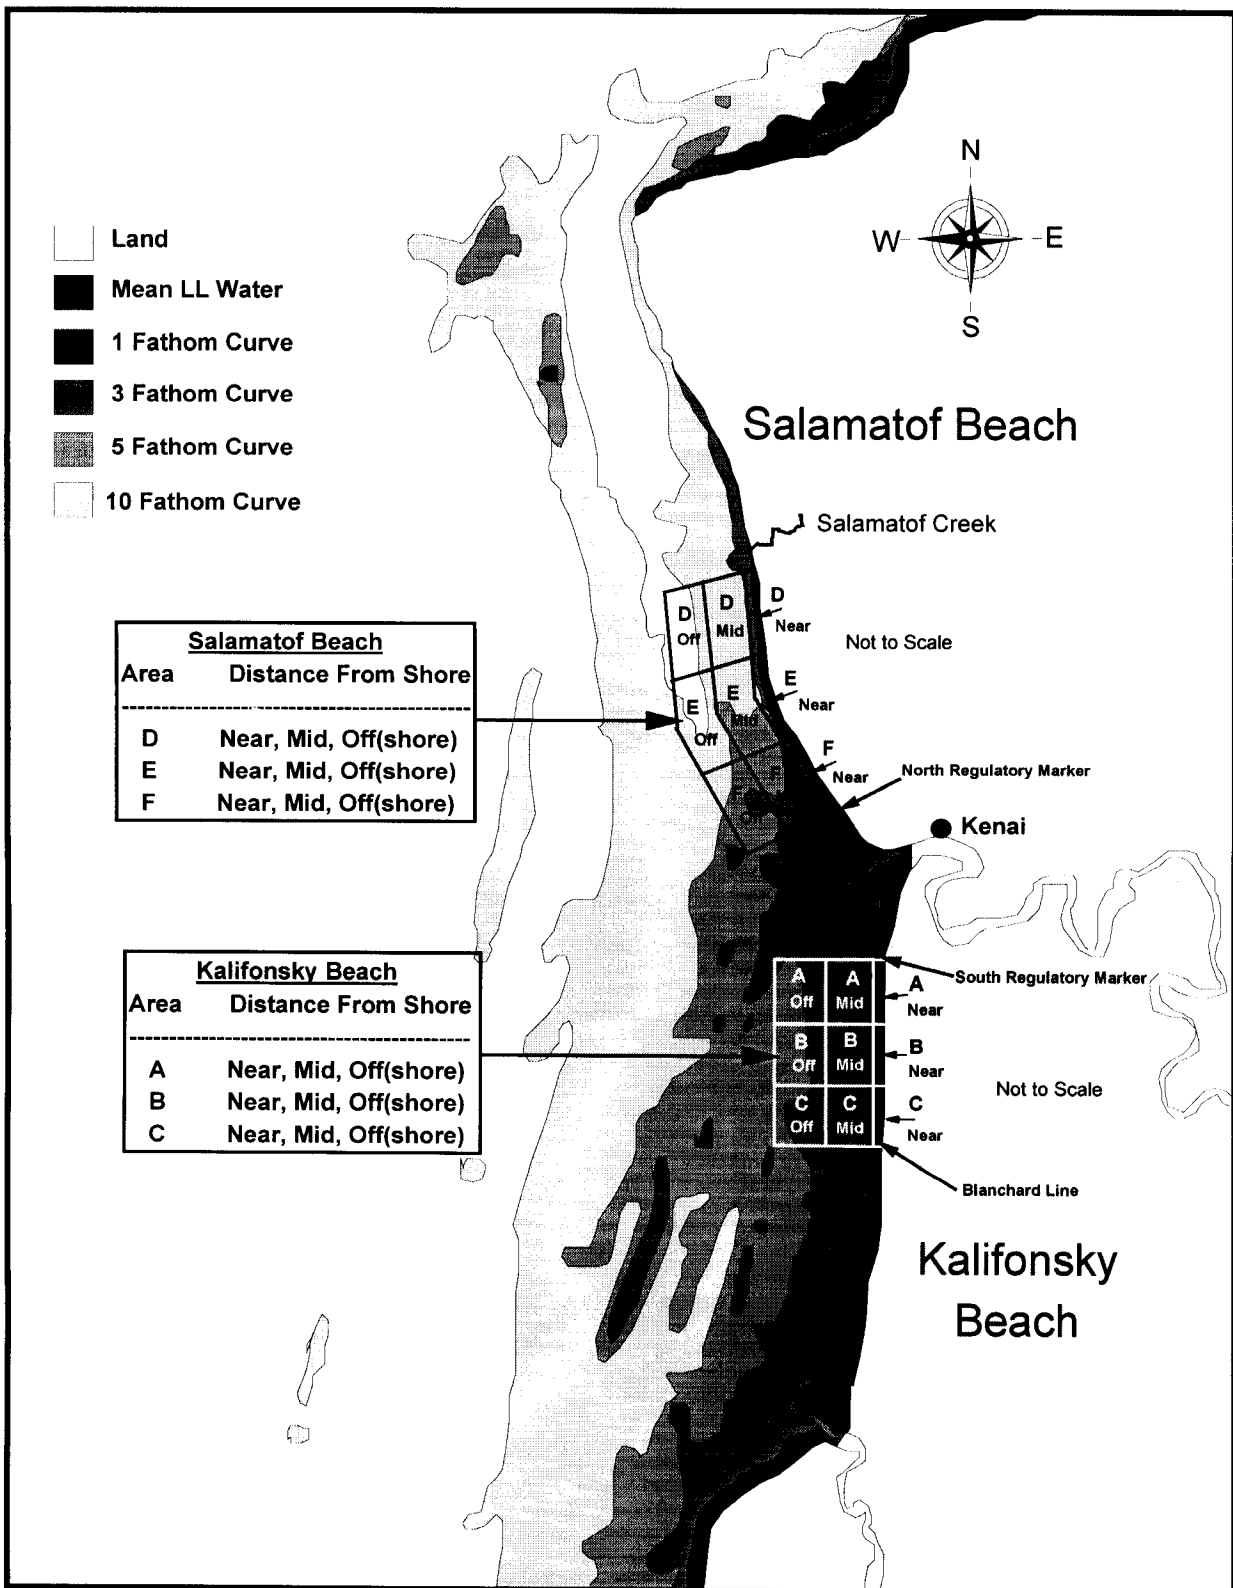 N
W
E
S
Land
Mean LL Water
1 Fathom Curve
3 Fathom Curve
5 Fathom Curve
10 Fathom Curve
Salamatof Beach
Salamatof Creek
D
Off
D
Mid
D
Near
Not to Scale
E
Off
E
Mid
E
Near
F
Off
F
F
Near
North Regulatory Marker
Kenai
Salamatof Beach
Area Distance From Shore
D Near, Mid, Off(shore)
E Near, Mid, Off(shore)
F Near, Mid, Off(shore)
Kalifonsky Beach
Area Distance From Shore
A Near, Mid, Off(shore)
B Near, Mid, Off(shore)
C Near, Mid, Off(shore)
South Regulatory Marker
A
Off
A
Mid
A
Near
B
Off
B
Mid
B
Near
Not to Scale
C
Off
C
Mid
C
Near
Blanchard Line
Kalifonsky
Beach